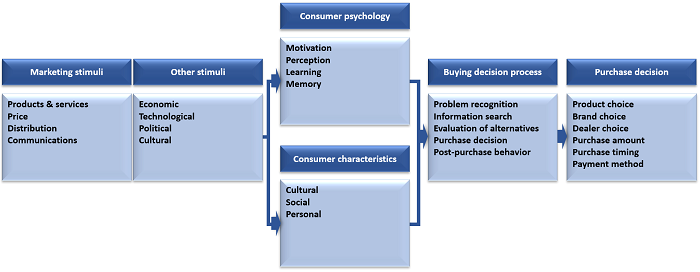 Marketing stimuli
Products & services
Price
Distribution
Communications
Other stimuli
Economic
Technological
Political
Cultural
Consumer psychology
Motivation
Perception
Learning
Memory
Consumer characteristics
Cultural
Social
Personal
Buying decision process
Problem recognition
Information search
Evaluation of alternatives
Purchase decision
Post-purchase behavior
Purchase decision
Product choice
Brand choice
Dealer choice
Purchase amount
Purchase timing
Payment method